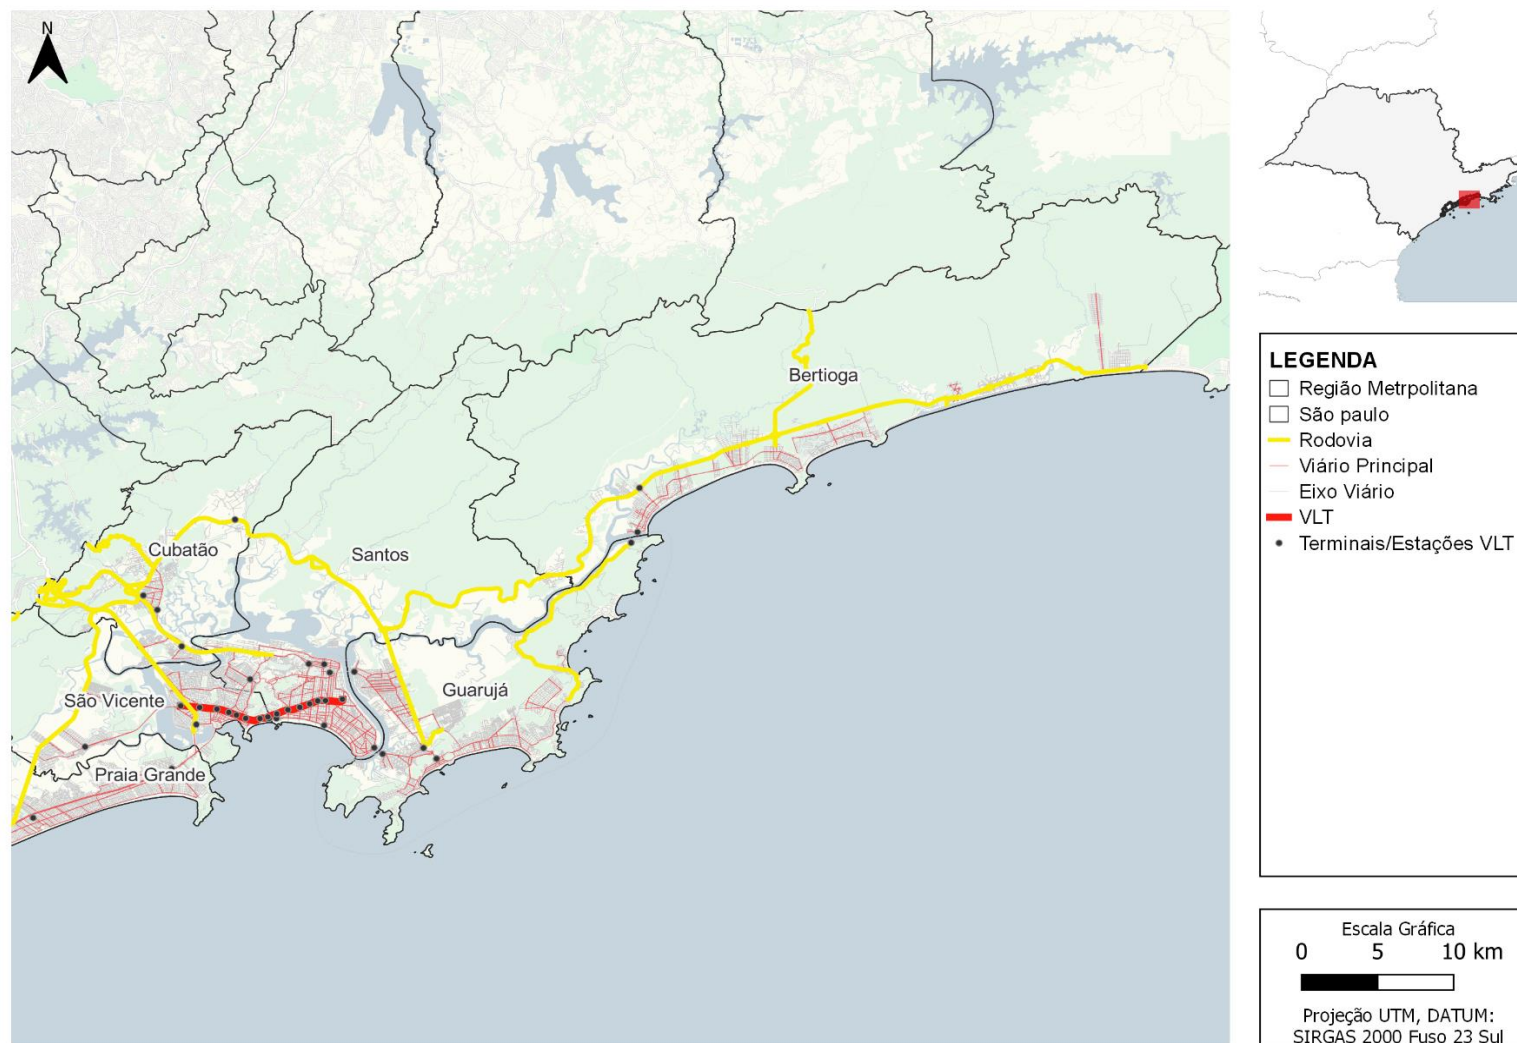 N
Bertioga
Cubatão
Santos
São Vicente
Guarujá
Praia Grande
LEGENDA
Região Metrpolitana
São paulo
Rodovia
Viário Principal
Eixo Viário
VLT
Terminais/Estações VLT
Escala Gráfica
0 5 10 km
Projeção UTM, DATUM:
SIRGAS 2000 Fuso 23 Sul